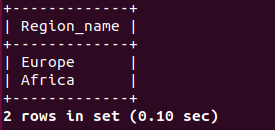 +-------------+
| Region_name |
+-------------+
| Europe      |
| Africa      |
+-------------+
2 rows in set (0.10 sec)